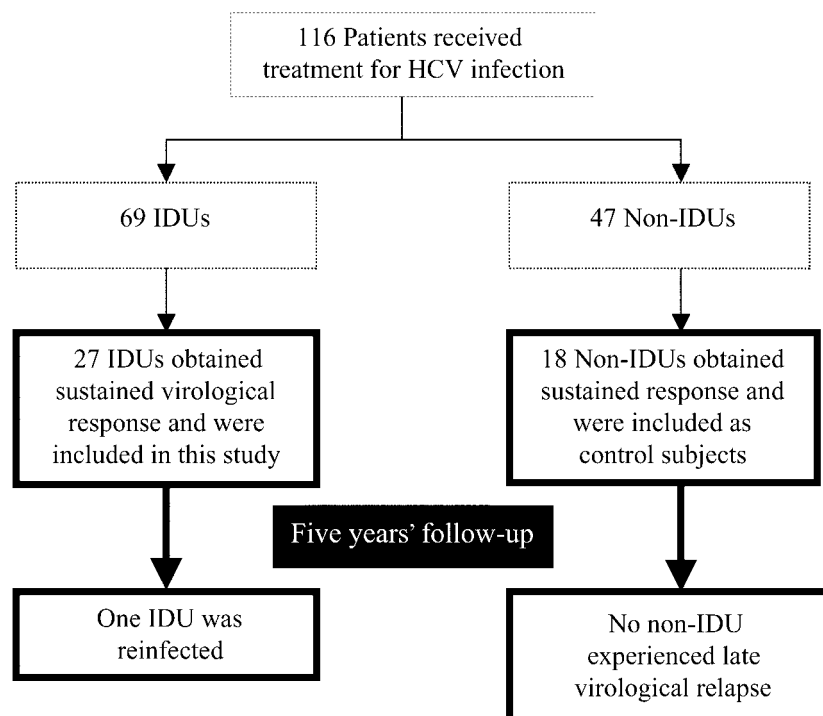 116 Patients received
treatment for HCV infection
69 IDUs
47 Non-IDUs
27 IDUs obtained
sustained virological
response and were
included in this study
18 Non-IDUs obtained
sustained response and
were included as
control subjects
Five years' follow-up
One IDU was
reinfected
No non-IDU
experienced late
virological relapse